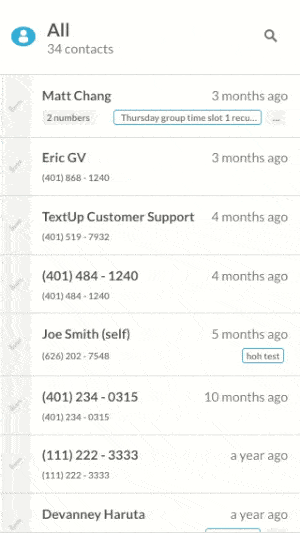 All
34 contacts
Matt Chang 3 months ago
2 numbers Thursday group time slot 1 recu... ...
Eric GV 3 months ago
(401) 868 - 1240
TextUp Customer Support 4 months ago
(401) 519 - 7932
(401) 484 - 1240 4 months ago
(401) 484 - 1240
Joe Smith (self) 5 months ago
(626) 202 - 7548 hoh test
(401) 234 - 0315 10 months ago
(401) 234 - 0315
(111) 222 - 3333 a year ago
(111) 222 - 3333
Devanney Haruta a year ago